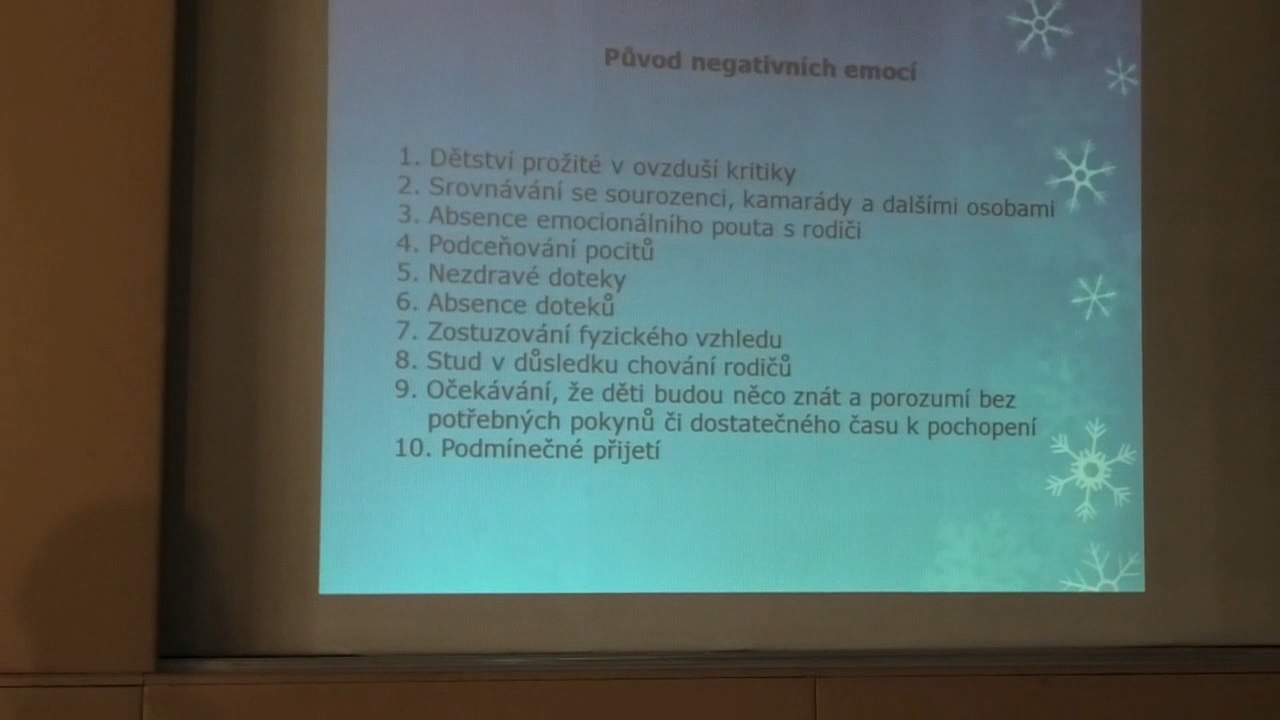 Původ negativních emocí
1. Dětství prožité v ovzduší kritiky
2. Srovnávání se sourozenci, kamarády a dalšími osobami
3. Absence emocionálního pouta s rodiči
4. Podceňování pocitů
5. Nezdravé doteky
6. Absence doteků
7. Zostuzování fyzického vzhledu
8. Stud v důsledku chování rodičů
9. Očekávání, že děti budou něco znát a porozumí bez
potřebných pokynů či dostatečného času k pochopení
10. Podmínečné přijetí